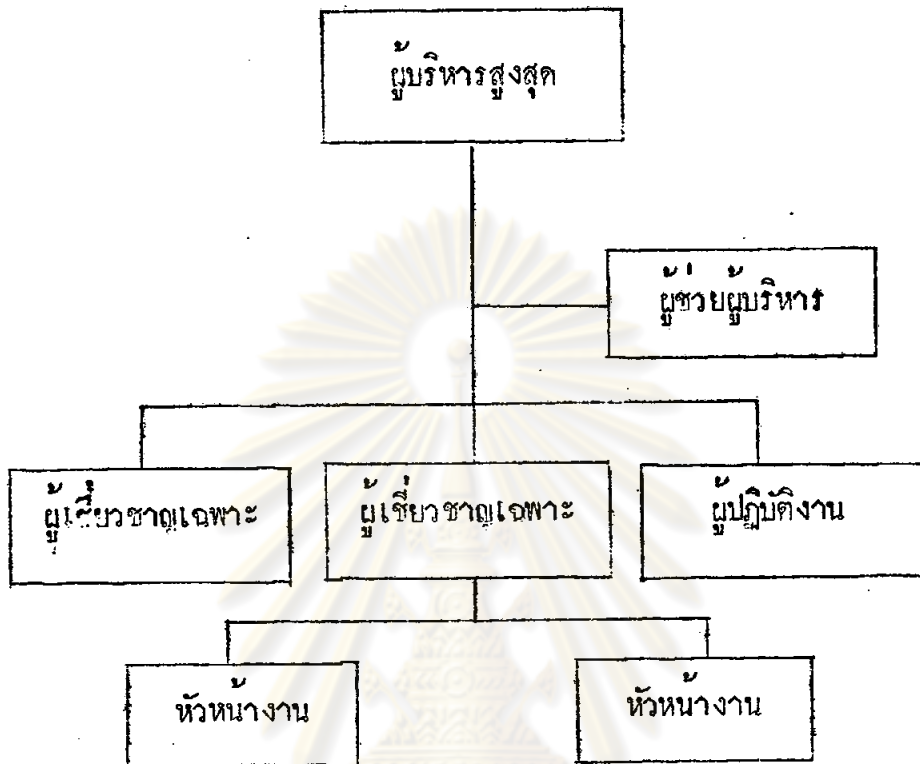 ผู้บริหารสูงสุด
ผู้ช่วยผู้บริหาร
ผู้เชี่ยวชาญเฉพาะ
ผู้เชี่ยวชาญเฉพาะ
ผู้ปฏิบัติงาน
หัวหน้างาน
หัวหน้างาน